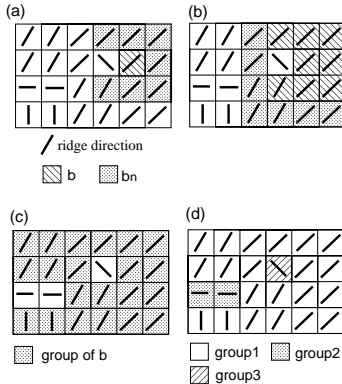 (a)
(b)
ridge direction
b
bn
(c)
(d)
group of b
group1
group2
group3